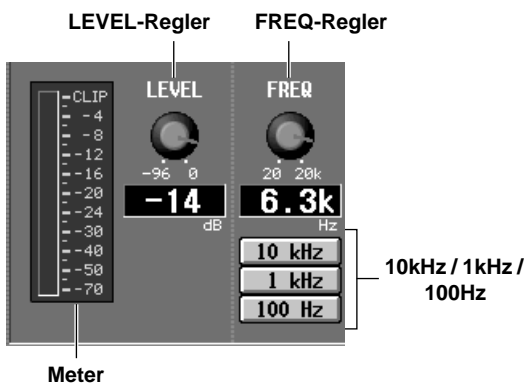 LEVEL-Regler FREQ-Regler
LEVEL FREQ
CLIP
-4
-8
-12
-16
-20
-24
-30
-40
-50
-70
-96 0
20 20k
-14
6.3k
dB
Hz
10 kHz
1 kHz
100 Hz
10kHz / 1kHz /
100Hz
Meter